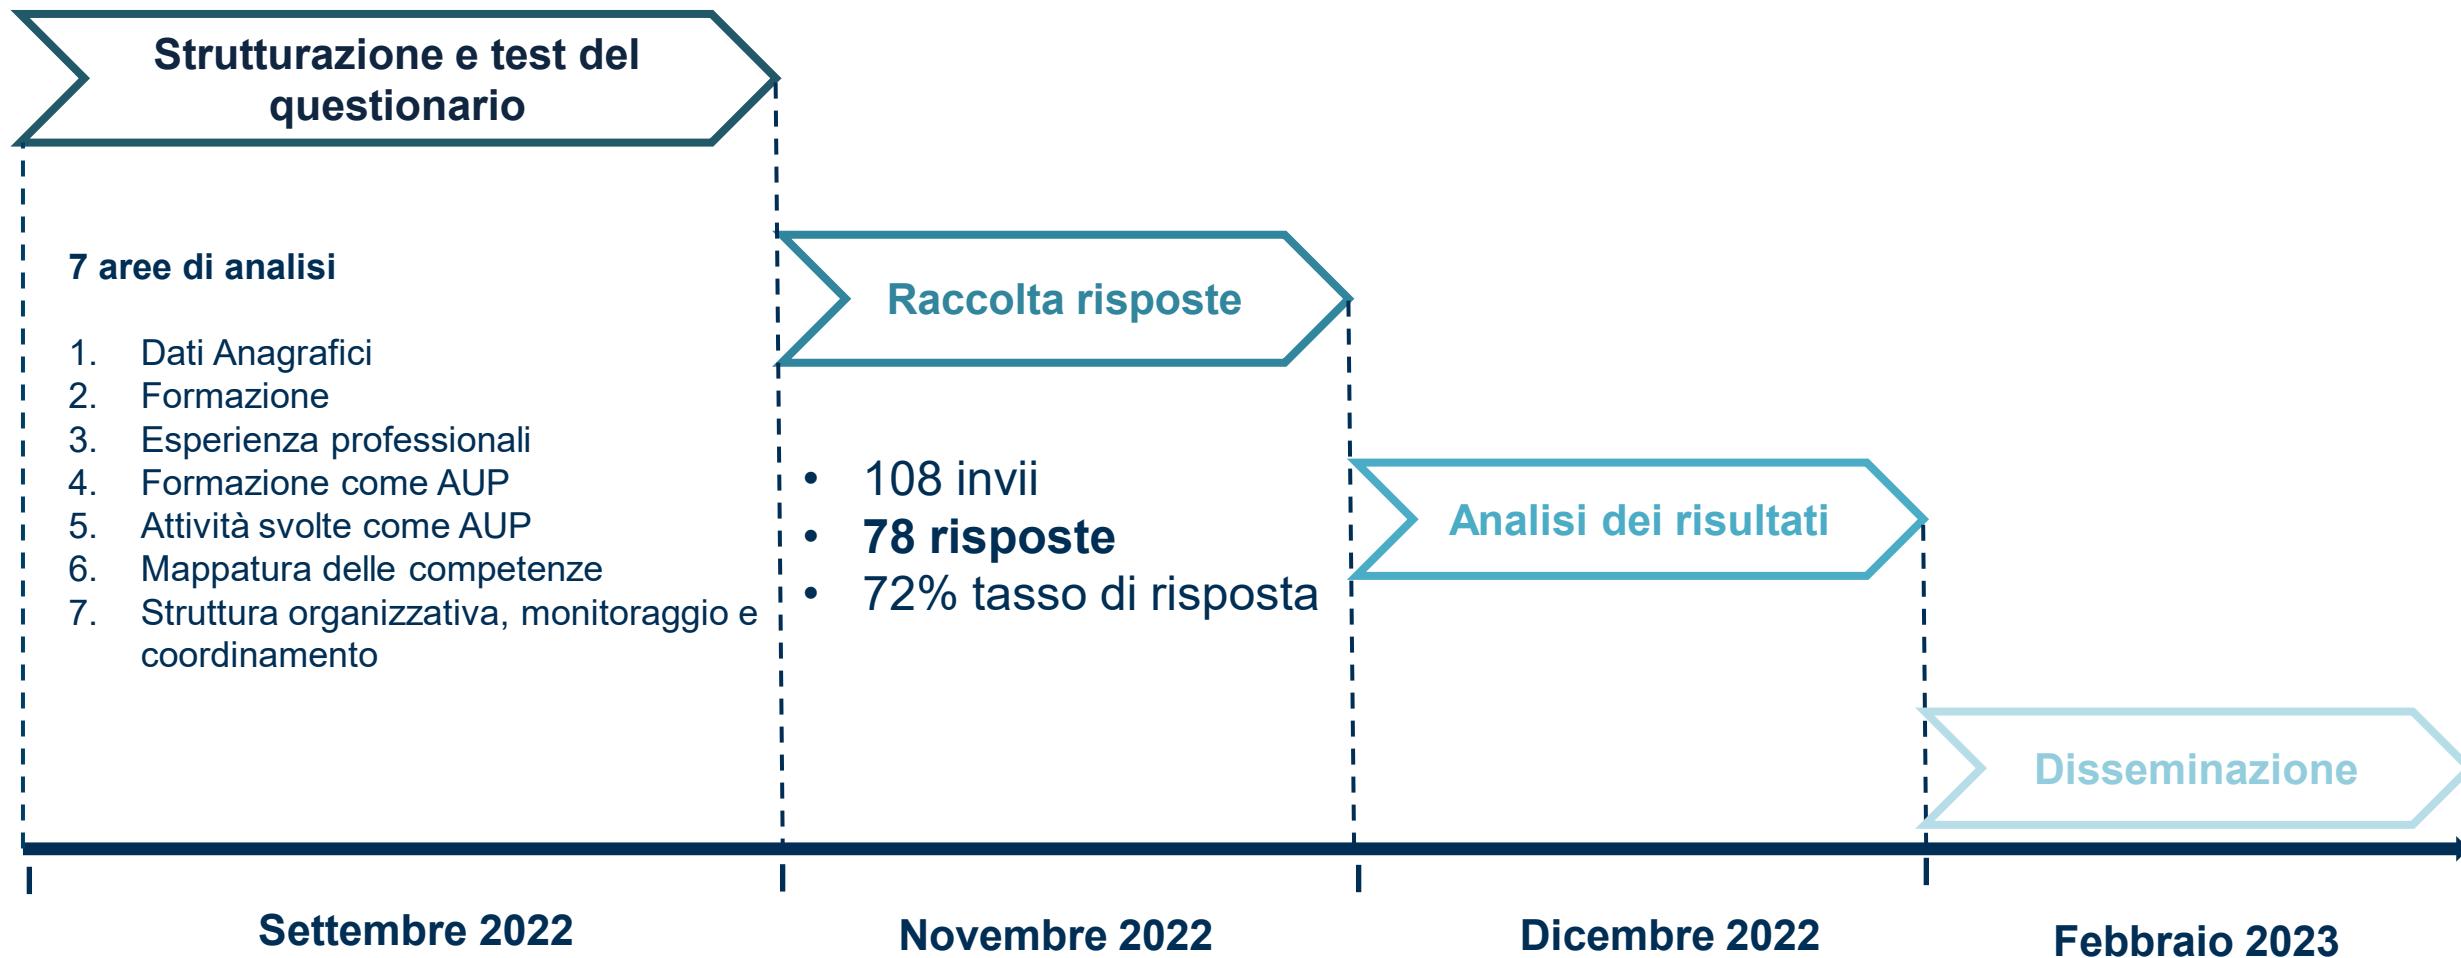 Strutturazione e test del
questionario
7 aree di analisi
1. Dati Anagrafici
2. Formazione
3. Esperienza professionali
4. Formazione come AUP
5. Attività svolte come AUP
6. Mappatura delle competenze
7. Struttura organizzativa, monitoraggio e
coordinamento
Raccolta risposte
• 108 invii
• 78 risposte
• 72% tasso di risposta
Analisi dei risultati
Disseminazione
Settembre 2022
Novembre 2022
Dicembre 2022
Febbraio 2023